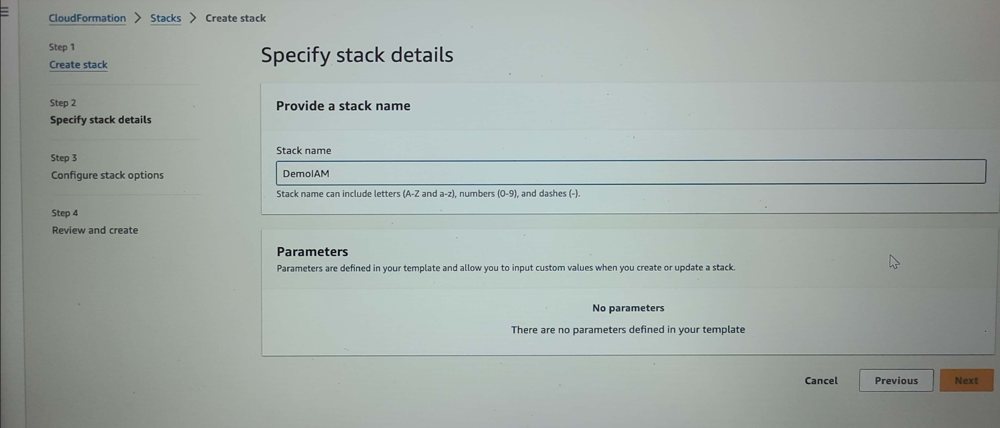 CloudFormation > Stacks > Create stack
Step 1
Create stack
Step 2
Specify stack details
Step 3
Configure stack options
Step 4
Review and create
Specify stack details
Provide a stack name
Stack name
DemoIAM
Stack name can include letters (A-Z and a-z), numbers (0-9), and dashes (-).
Parameters
Parameters are defined in your template and allow you to input custom values when you create or update a stack.
No parameters
There are no parameters defined in your template
Cancel
Previous
Next